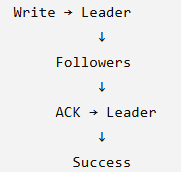 Write → Leader
↓
Followers
↓
ACK → Leader
↓
Success